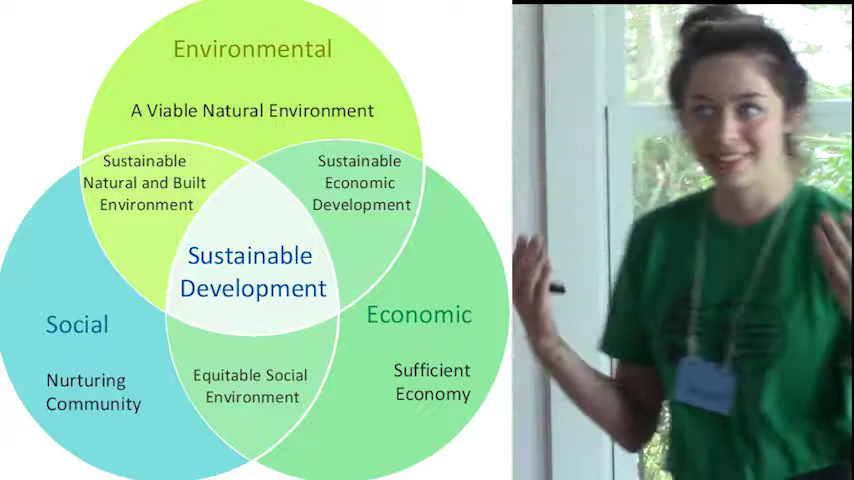 Environmental
A Viable Natural Environment
Sustainable
Natural and Built
Environment
Sustainable
Economic
Development
Sustainable
Development
Social
Nurturing
Community
Economic
Sufficient
Economy
Equitable Social
Environment